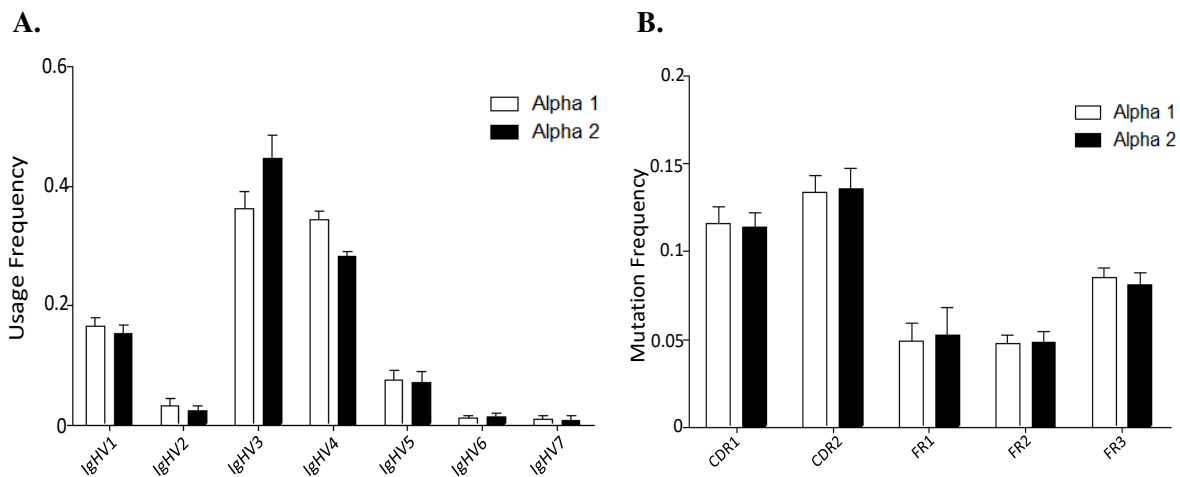 A.
B.
0.6
0.4
0.2
0
Usage Frequency
Alpha 1
Alpha 2
IgHV1
IgHV2
IgHV3
IgHV4
IgHV5
IgHV6
IgHV7
0.2
0.15
0.1
0.05
0
Mutation Frequency
Alpha 1
Alpha 2
CDR1
CDR2
FR1
FR2
FR3